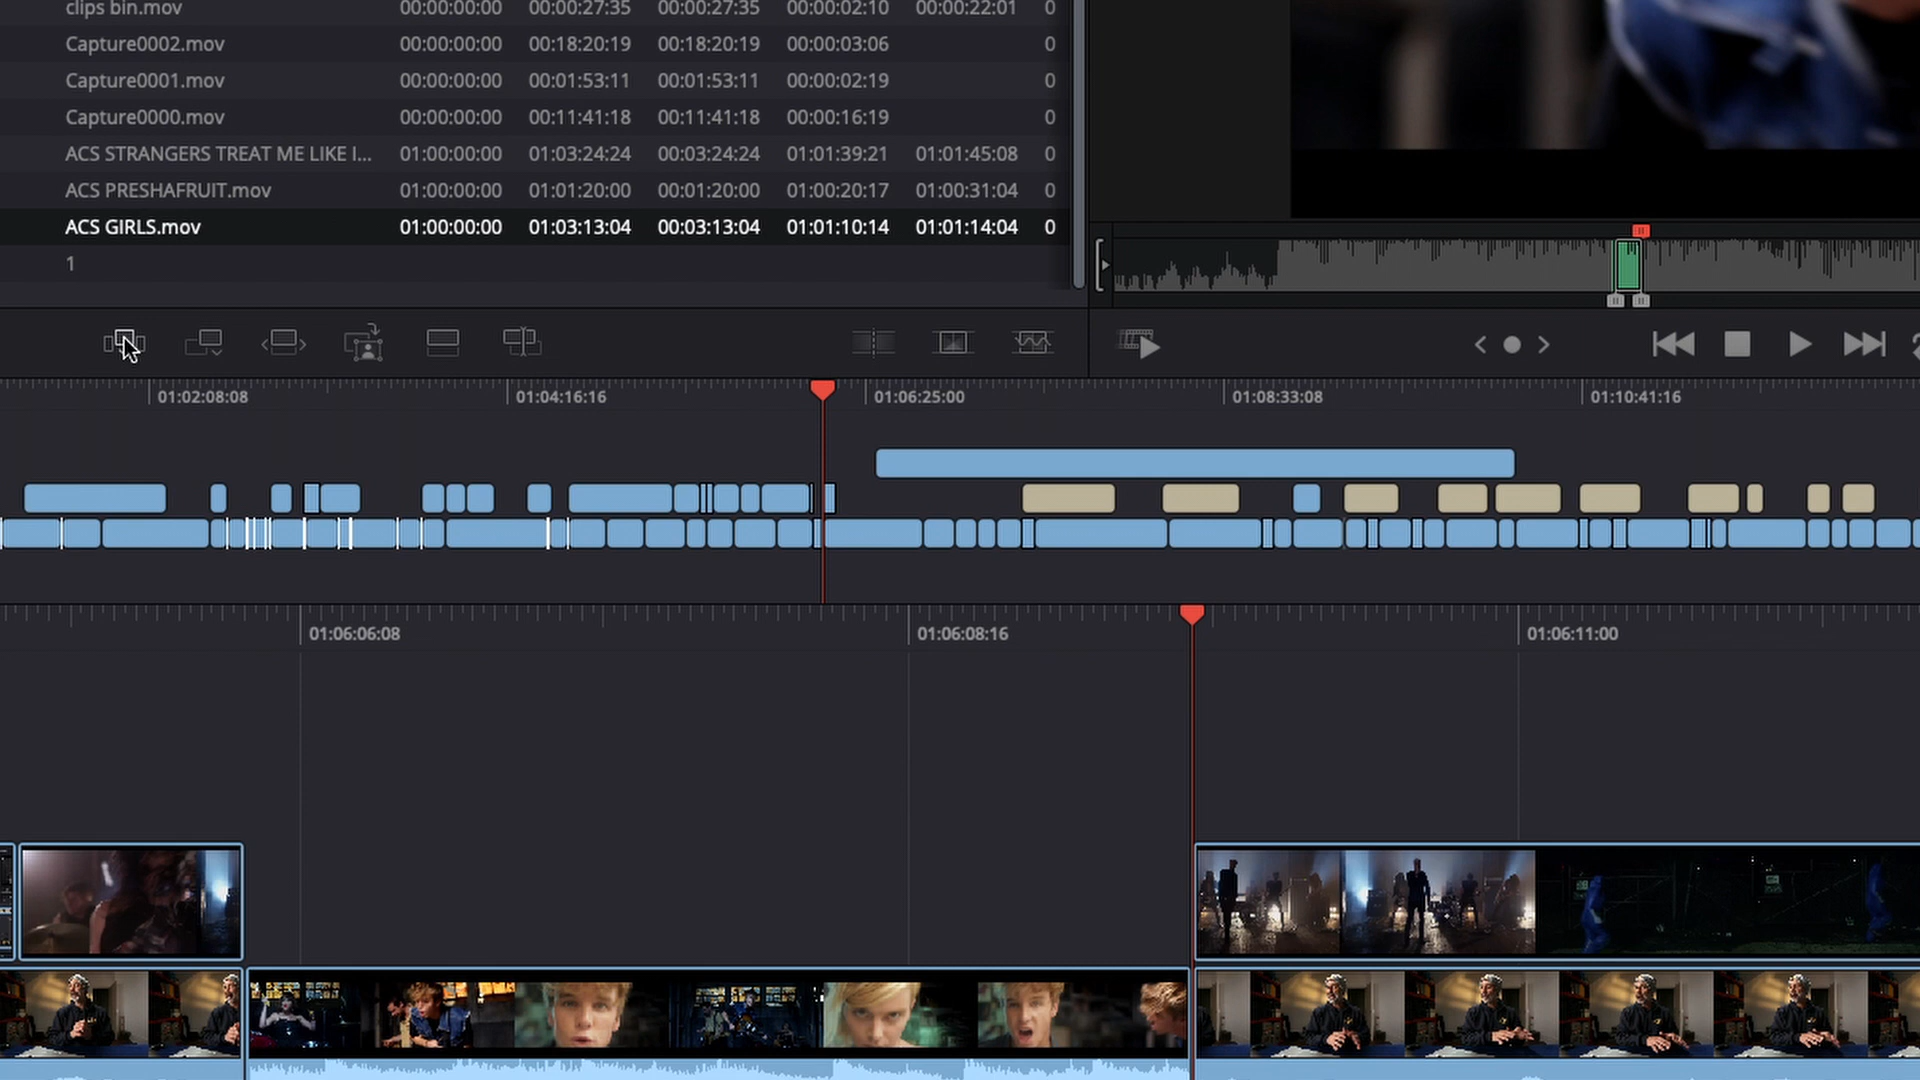 clips bin.mov 00:00:00:00 00:00:27:35 00:00:27:35 00:00:02:10 00:00:22:01 0
Capture0002.mov 00:00:00:00 00:18:20:19 00:18:20:19 00:00:03:06 0
Capture0001.mov 00:00:00:00 00:01:53:11 00:01:53:11 00:00:02:19 0
Capture0000.mov 00:00:00:00 00:11:41:18 00:11:41:18 00:00:16:19 0
ACS STRANGERS TREAT ME LIKE I... 01:00:00:00 01:03:24:24 00:03:24:24 01:01:39:21 01:01:45:08 0
ACS PRESHAFRUIT.mov 01:00:00:00 01:01:20:00 00:01:20:00 01:00:20:17 01:00:31:04 0
ACS GIRLS.mov 01:00:00:00 01:03:13:04 00:03:13:04 01:01:10:14 01:01:14:04 0
1
01:02:08:08 01:04:16:16 01:06:25:00 01:08:33:08 01:10:41:16
01:06:06:08 01:06:08:16 01:06:11:00